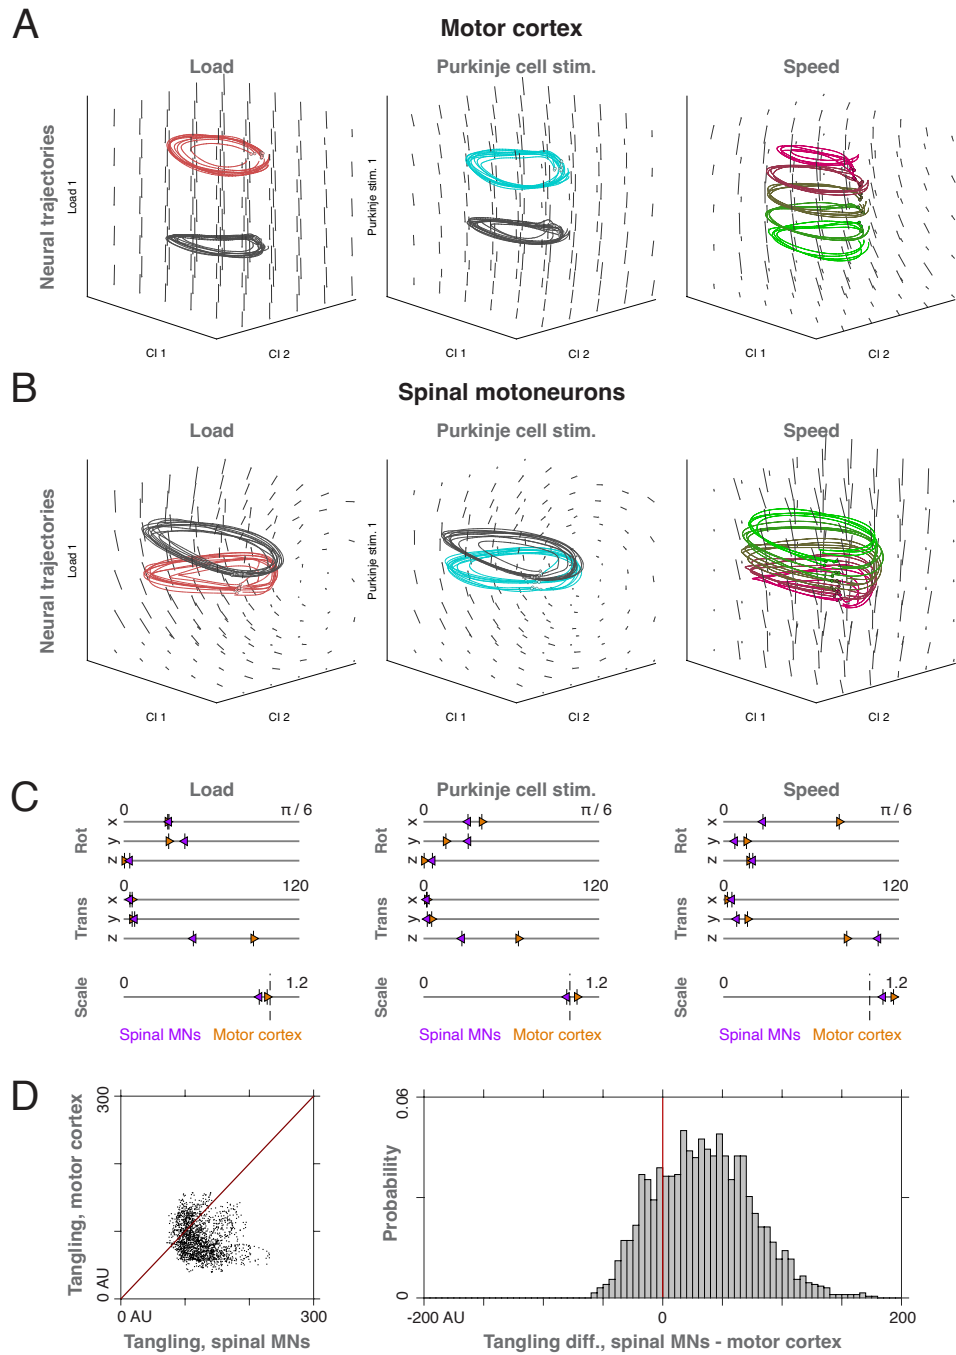 A
Motor cortex
Load
Purkinje cell stim.
Speed
Neural trajectories
Load 1
Purkinje stim. 1
CI 1
CI 2
CI 1
CI 2
CI 1
CI 2
B
Spinal motoneurons
Load
Purkinje cell stim.
Speed
Neural trajectories
Load 1
Purkinje stim. 1
CI 1
CI 2
CI 1
CI 2
CI 1
CI 2
C
Load
Purkinje cell stim.
Speed
Rot
0
π / 6
x
y
z
Trans
0
120
x
y
z
Scale
0
1.2
Spinal MNs
Motor cortex
Rot
0
π / 6
x
y
z
Trans
0
120
x
y
z
Scale
0
1.2
Spinal MNs
Motor cortex
Rot
0
π / 6
x
y
z
Trans
0
120
x
y
z
Scale
0
1.2
Spinal MNs
Motor cortex
D
Tangling, motor cortex
300
0 AU
0 AU
300
Tangling, spinal MNs
Probability
0.06
0
-200 AU
0
200
Tangling diff., spinal MNs - motor cortex